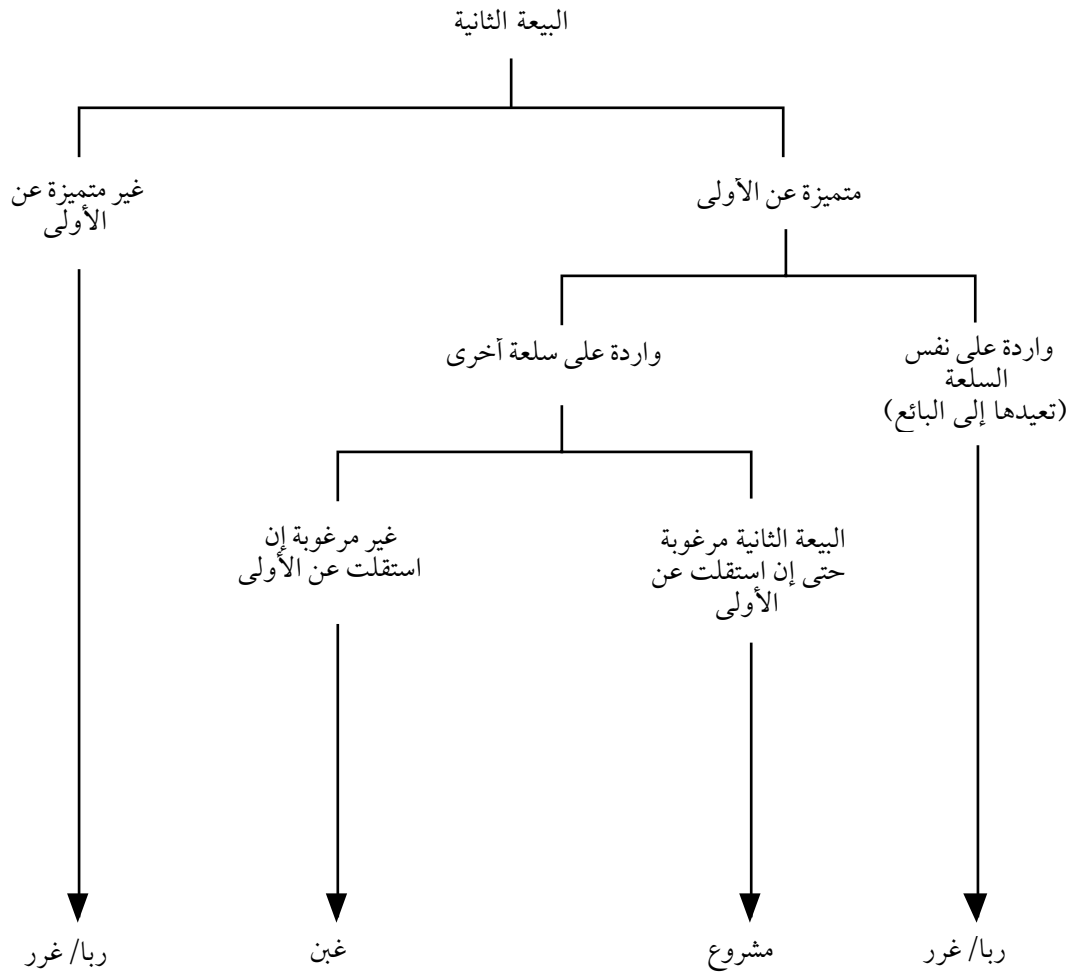 البيعة الثانية
متميزة عن الأولى
غير متميزة عن
الأولى
واردة على نفس
السلعة
(تعيدها إلى البائع)
واردة على سلعة أخرى
البيعة الثانية مرغوبة
حتى إن استقلت عن
الأولى
غير مرغوبة إن
استقلت عن الأولى
ربا/ غرر
مشروع
غبن
ربا/ غرر